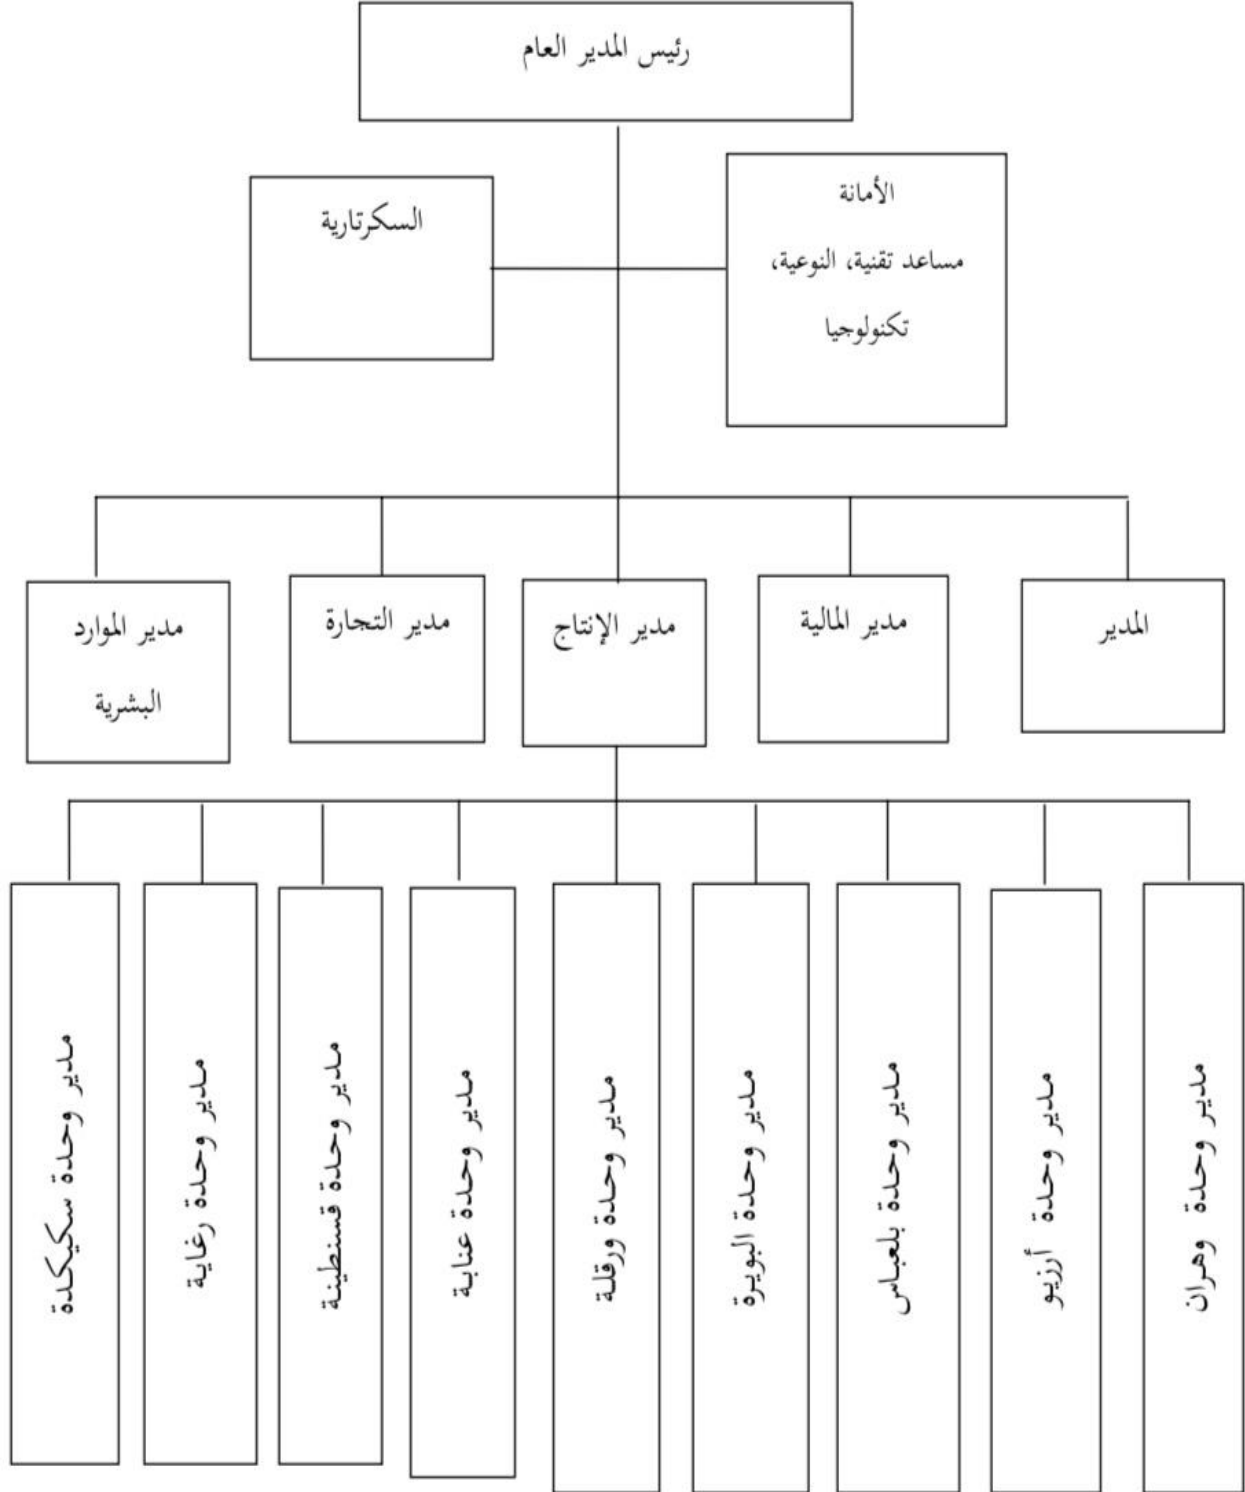 رئيس المدير العام
الأمانة
مساعد تقنية، النوعية،
تكنولوجيا
السكرتارية
المدير
مدير المالية
مدير الإنتاج
مدير التجارة
مدير الموارد
البشرية
مدير وحدة وهران
مدير وحدة أرزيو
مدير وحدة بلعباس
مدير وحدة البويرة
مدير وحدة ورقلة
مدير وحدة عنابة
مدير وحدة قسنطينة
مدير وحدة رغاية
مدير وحدة سكيكدة